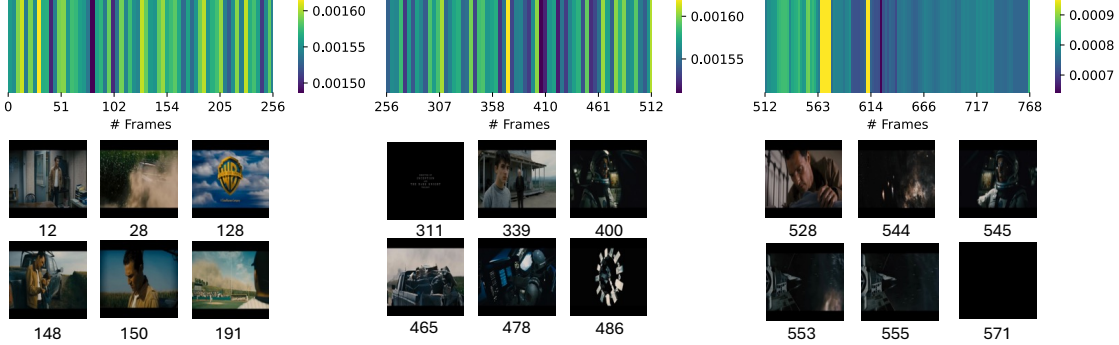 0.00160
0.00155
0.00150
0 51 102 154 205 256
# Frames
0.00160
0.00155
256 307 358 410 461 512
# Frames
0.0009
0.0008
0.0007
512 563 614 666 717 768
# Frames
12 28 128
311 339 400
528 544 545
148 150 191
465 478 486
553 555 571